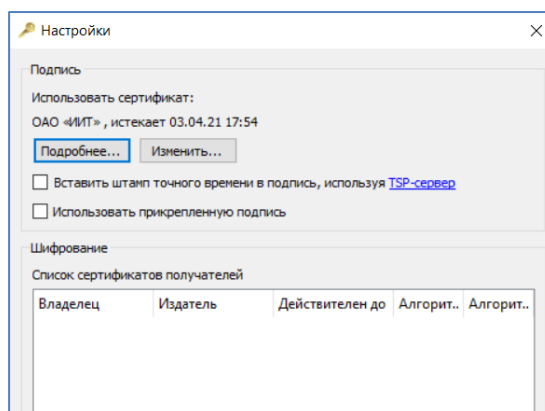 Настройки
Подпись
Использовать сертификат:
ОАО «ИИТ» , истекает 03.04.21 17:54
Подробнее... Изменить...
Вставить штамп точного времени в подпись, используя TSP-сервер
Использовать прикрепленную подпись
Шифрование
Список сертификатов получателей
Владелец Издатель Действителен до Алгорит.. Алгорит..